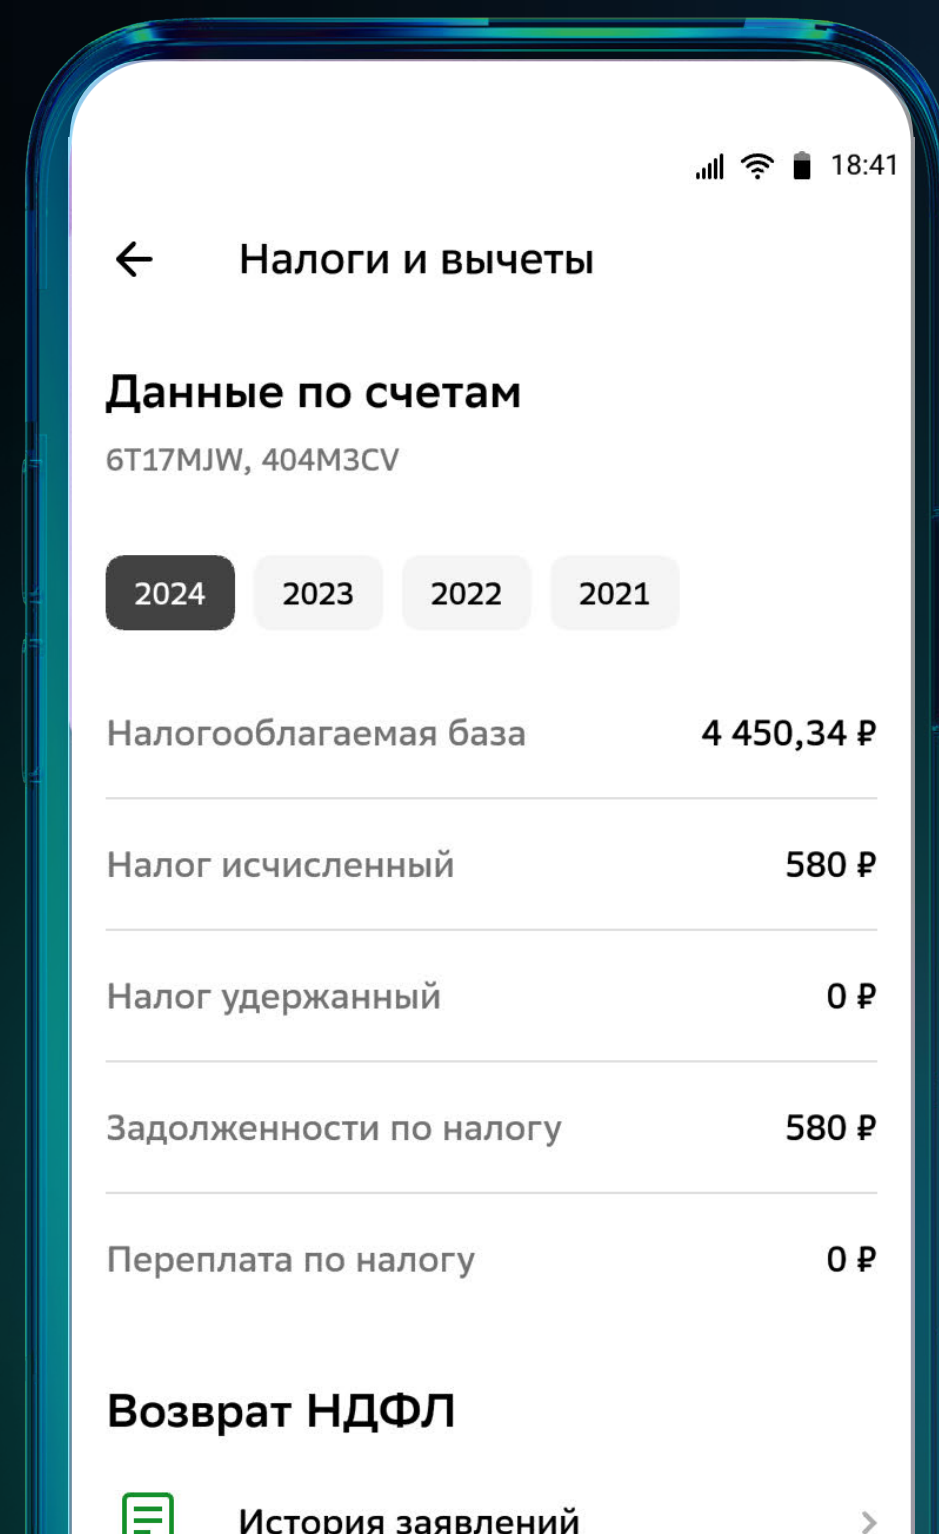 18:41
Налоги и вычеты
Данные по счетам
6T17MJW, 404M3CV
2024 2023 2022 2021
Налогооблагаемая база 4 450,34 ₽
Налог исчисленный 580 ₽
Налог удержанный 0 ₽
Задолженности по налогу 580 ₽
Переплата по налогу 0 ₽
Возврат НДФЛ
История заявлений